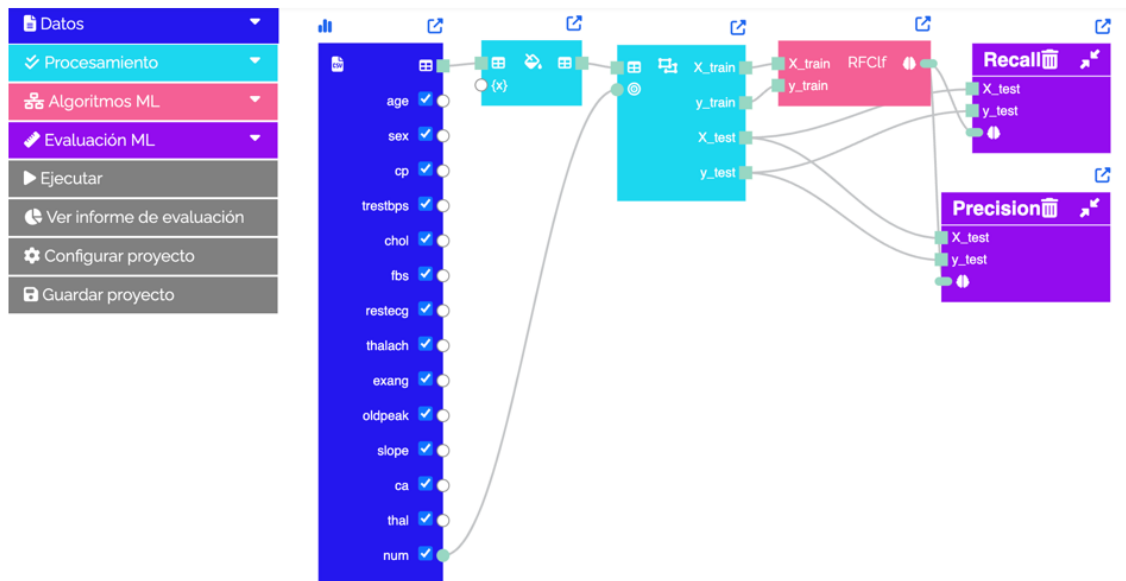 Datos
Procesamiento
Algoritmos ML
Evaluación ML
Ejecutar
Ver informe de evaluación
Configurar proyecto
Guardar proyecto
CSV
age
sex
cp
trestbps
chol
fbs
restecg
thalach
exang
oldpeak
slope
ca
thal
num
{x}
X_train
y_train
X_test
y_test
X_train
RFClf
y_train
Recall
X_test
y_test
Precision
X_test
y_test